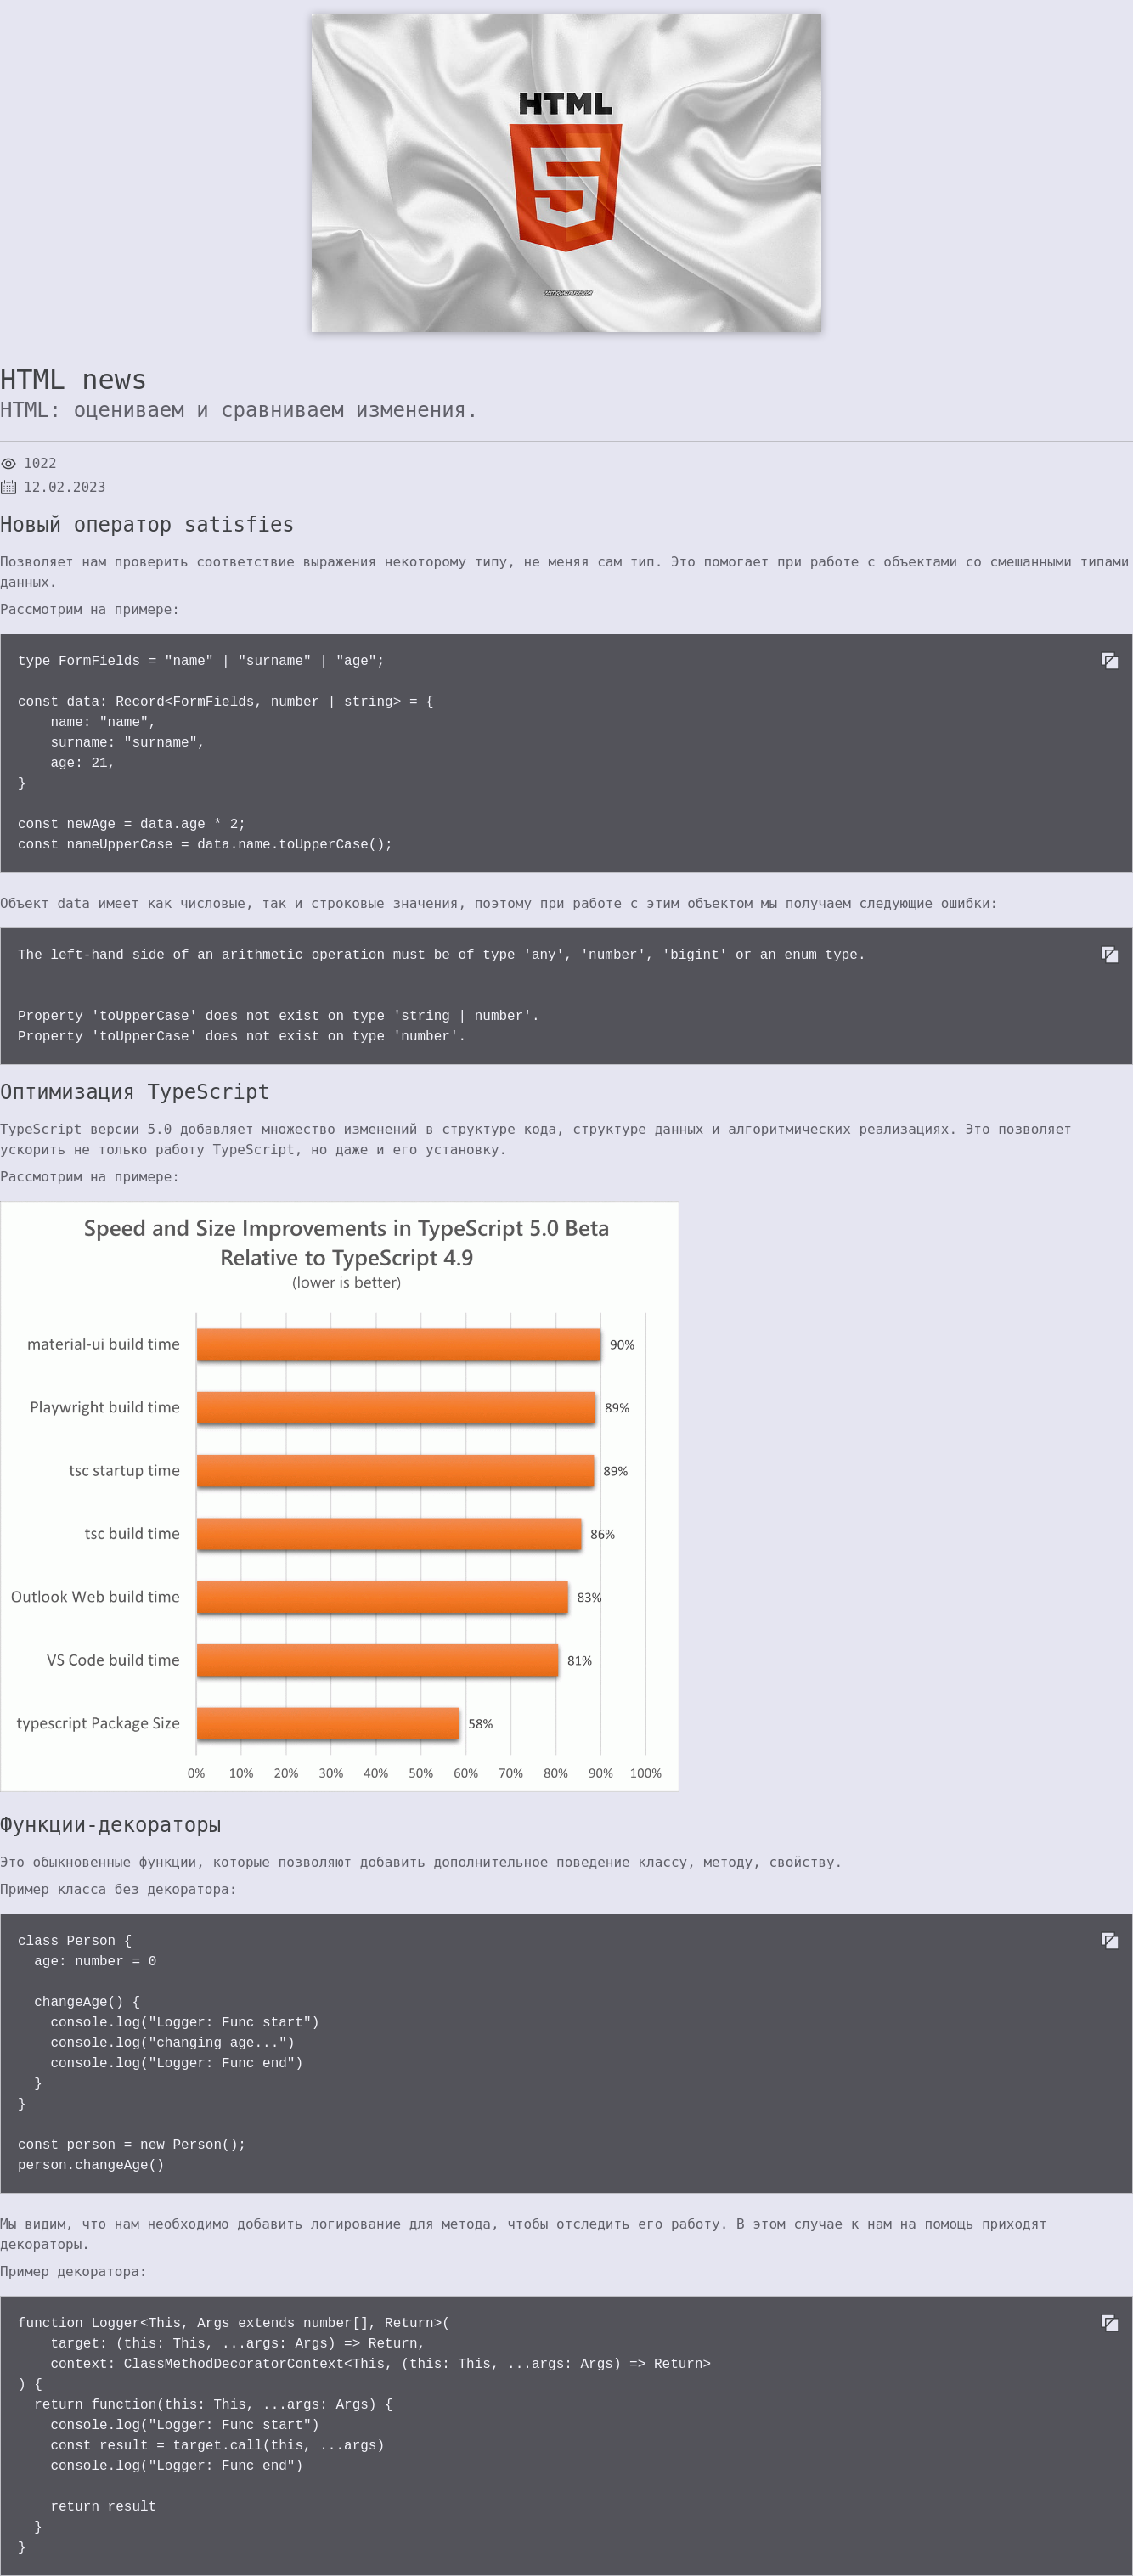 HTML
5
HTML news
HTML: оцениваем и сравниваем изменения.
1022
12.02.2023
Новый оператор satisfies
Позволяет нам проверить соответствие выражения некоторому типу, не меняя сам тип. Это помогает при работе с объектами со смешанными типами
данных.
Рассмотрим на примере:
type FormFields = "name" | "surname" | "age";
const data: Record<FormFields, number | string> = {
    name: "name",
    surname: "surname",
    age: 21,
}
const newAge = data.age * 2;
const nameUpperCase = data.name.toUpperCase();
Объект data имеет как числовые, так и строковые значения, поэтому при работе с этим объектом мы получаем следующие ошибки:
The left-hand side of an arithmetic operation must be of type 'any', 'number', 'bigint' or an enum type.
Property 'toUpperCase' does not exist on type 'string | number'.
Property 'toUpperCase' does not exist on type 'number'.
Оптимизация TypeScript
TypeScript версии 5.0 добавляет множество изменений в структуре кода, структуре данных и алгоритмических реализациях. Это позволяет
ускорить не только работу TypeScript, но даже и его установку.
Рассмотрим на примере:
Speed and Size Improvements in TypeScript 5.0 Beta
Relative to TypeScript 4.9
(lower is better)
material-ui build time 90%
Playwright build time 89%
tsc startup time 89%
tsc build time 86%
Outlook Web build time 83%
VS Code build time 81%
typescript Package Size 58%
0% 10% 20% 30% 40% 50% 60% 70% 80% 90% 100%
Функции-декораторы
Это обыкновенные функции, которые позволяют добавить дополнительное поведение классу, методу, свойству.
Пример класса без декоратора:
class Person {
  age: number = 0
  changeAge() {
    console.log("Logger: Func start")
    console.log("changing age...")
    console.log("Logger: Func end")
  }
}
const person = new Person();
person.changeAge()
Мы видим, что нам необходимо добавить логирование для метода, чтобы отследить его работу. В этом случае к нам на помощь приходят
декораторы.
Пример декоратора:
function Logger<This, Args extends number[], Return>(
    target: (this: This, ...args: Args) => Return,
    context: ClassMethodDecoratorContext<This, (this: This, ...args: Args) => Return>
) {
  return function(this: This, ...args: Args) {
    console.log("Logger: Func start")
    const result = target.call(this, ...args)
    console.log("Logger: Func end")
    return result
  }
}